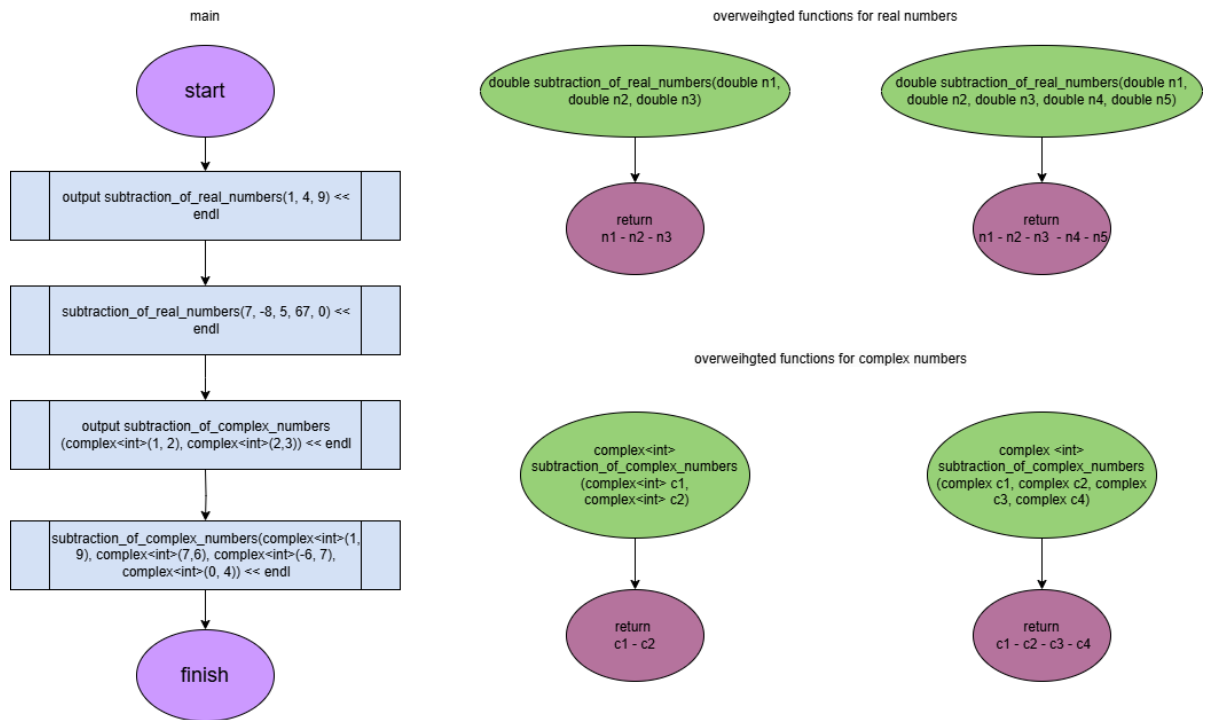 main
start
output subtraction_of_real_numbers(1, 4, 9) <<
endl
subtraction_of_real_numbers(7, -8, 5, 67, 0) <<
endl
output subtraction_of_complex_numbers
(complex<int>(1, 2), complex<int>(2,3)) << endl
subtraction_of_complex_numbers(complex<int>(1,
9), complex<int>(7,6), complex<int>(-6, 7),
complex<int>(0, 4)) << endl
finish
overweihgted functions for real numbers
double subtraction_of_real_numbers(double n1,
double n2, double n3)
return
n1 - n2 - n3
double subtraction_of_real_numbers(double n1,
double n2, double n3, double n4, double n5)
return
n1 - n2 - n3 - n4 - n5
overweihgted functions for complex numbers
complex<int>
subtraction_of_complex_numbers
(complex<int> c1,
complex<int> c2)
return
c1 - c2
complex <int>
subtraction_of_complex_numbers
(complex c1, complex c2, complex
c3, complex c4)
return
c1 - c2 - c3 - c4